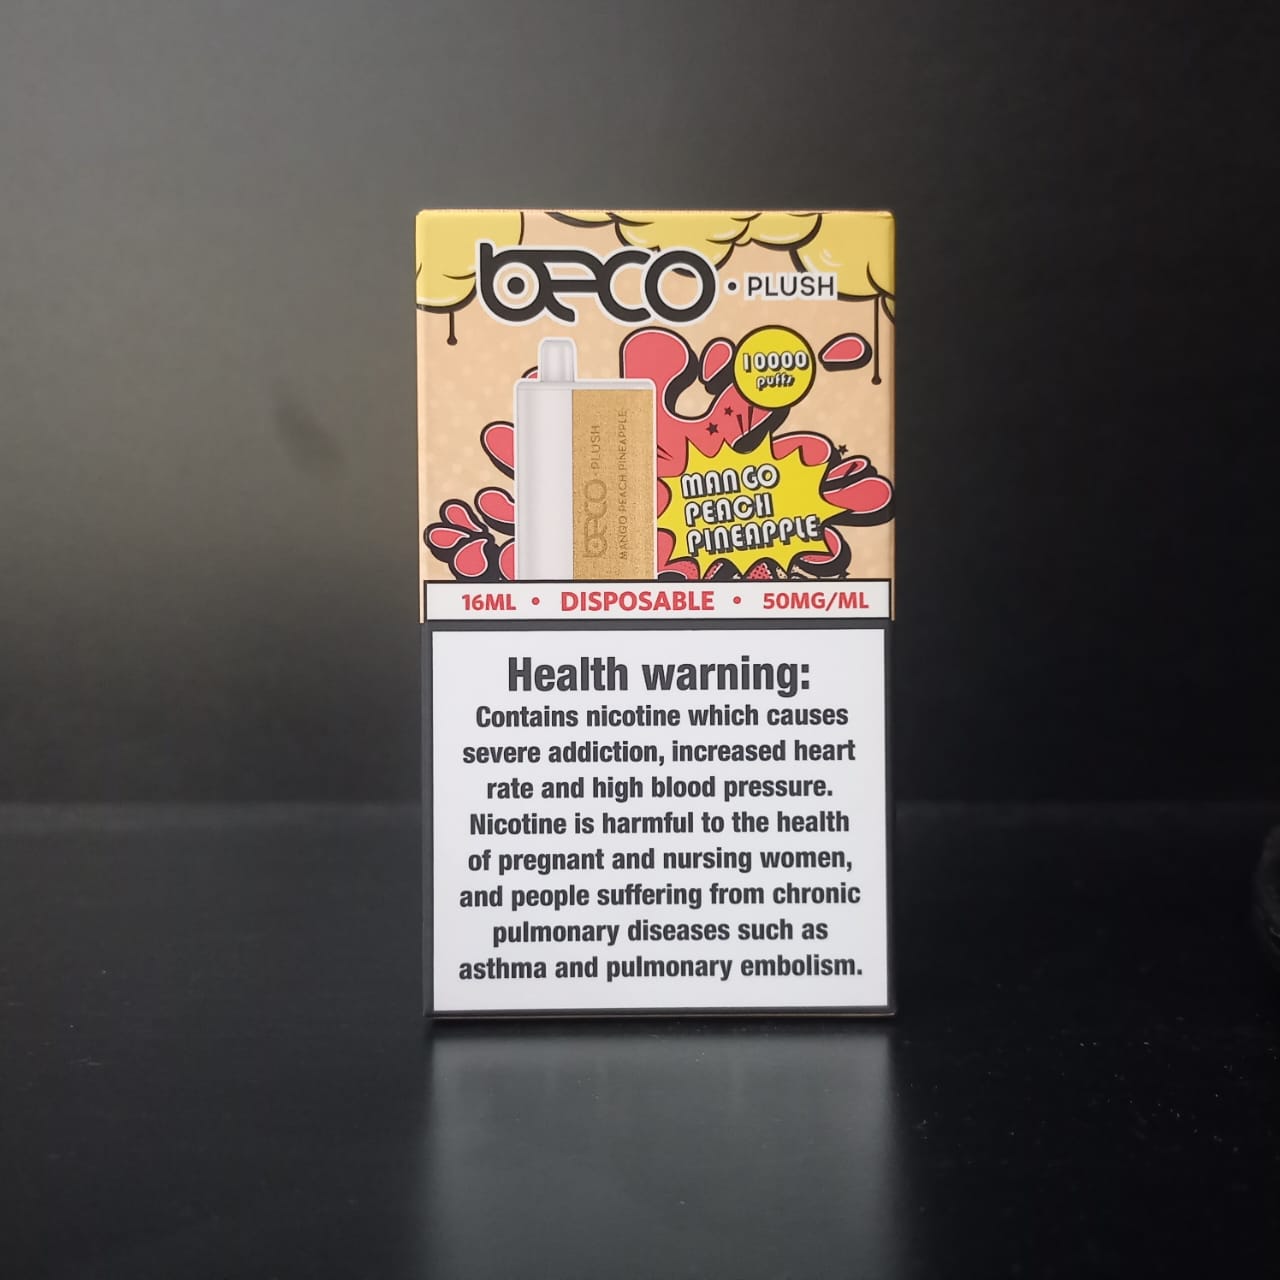 beco • PLUSH
10000
puffs
beco • PLUSH
MANGO PEACH PINEAPPLE
MANGO
PEACH
PINEAPPLE
16ML • DISPOSABLE • 50MG/ML
Health warning:
Contains nicotine which causes
severe addiction, increased heart
rate and high blood pressure.
Nicotine is harmful to the health
of pregnant and nursing women,
and people suffering from chronic
pulmonary diseases such as
asthma and pulmonary embolism.